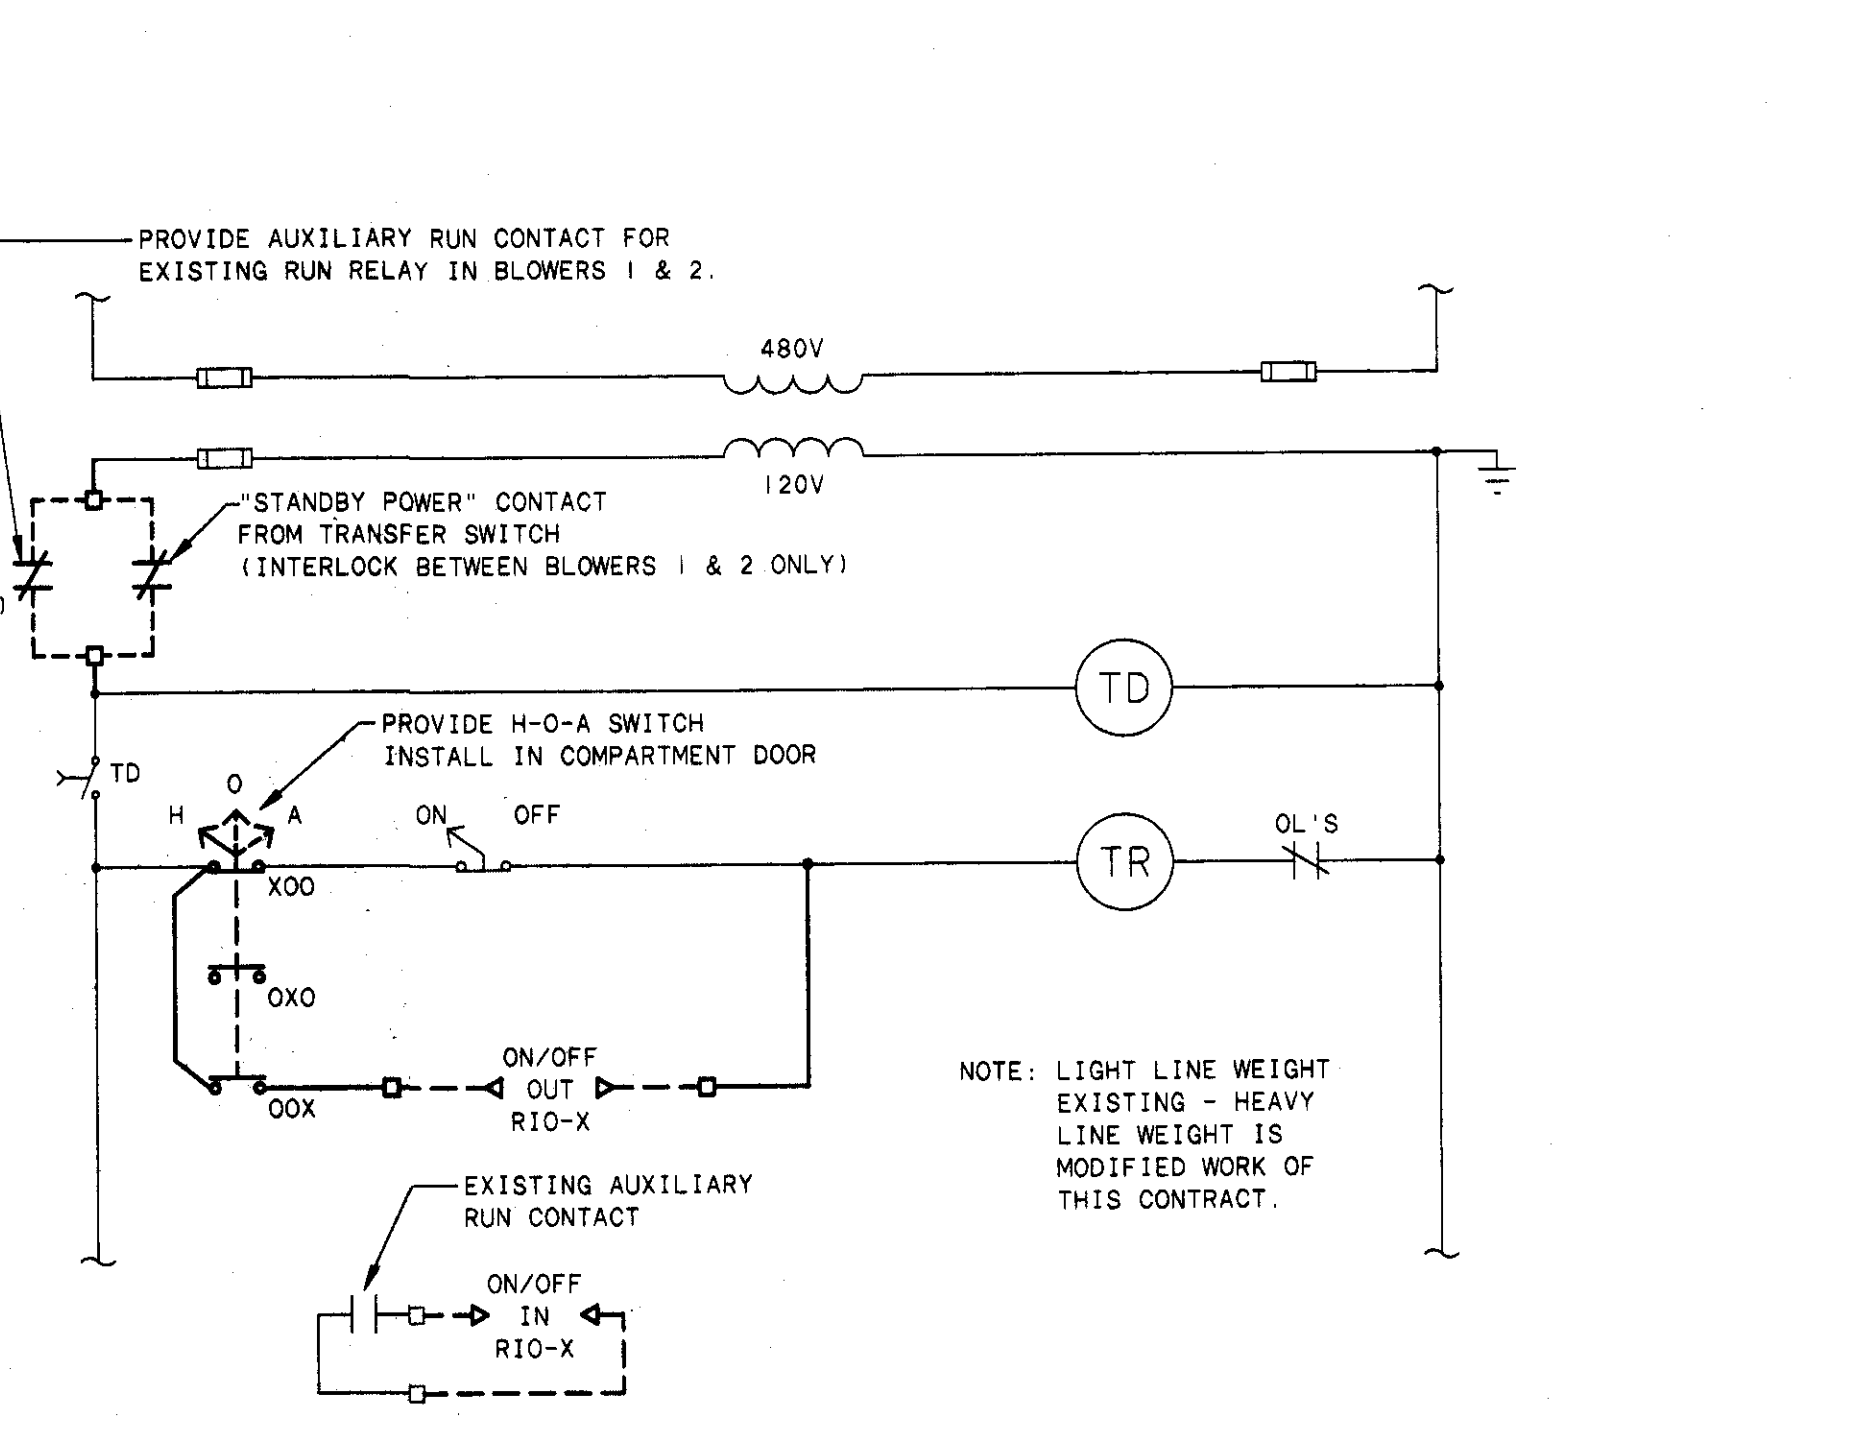 PROVIDE AUXILIARY RUN CONTACT FOR
EXISTING RUN RELAY IN BLOWERS 1 & 2.
480V
120V
"STANDBY POWER" CONTACT
FROM TRANSFER SWITCH
(INTERLOCK BETWEEN BLOWERS 1 & 2 ONLY)
TD
PROVIDE H-O-A SWITCH
INSTALL IN COMPARTMENT DOOR
TD
O
H
A
ON
OFF
OL'S
TR
XOO
OXO
OOX
ON/OFF
OUT
RIO-X
NOTE: LIGHT LINE WEIGHT
EXISTING - HEAVY
LINE WEIGHT IS
MODIFIED WORK OF
THIS CONTRACT.
EXISTING AUXILIARY
RUN CONTACT
ON/OFF
IN
RIO-X